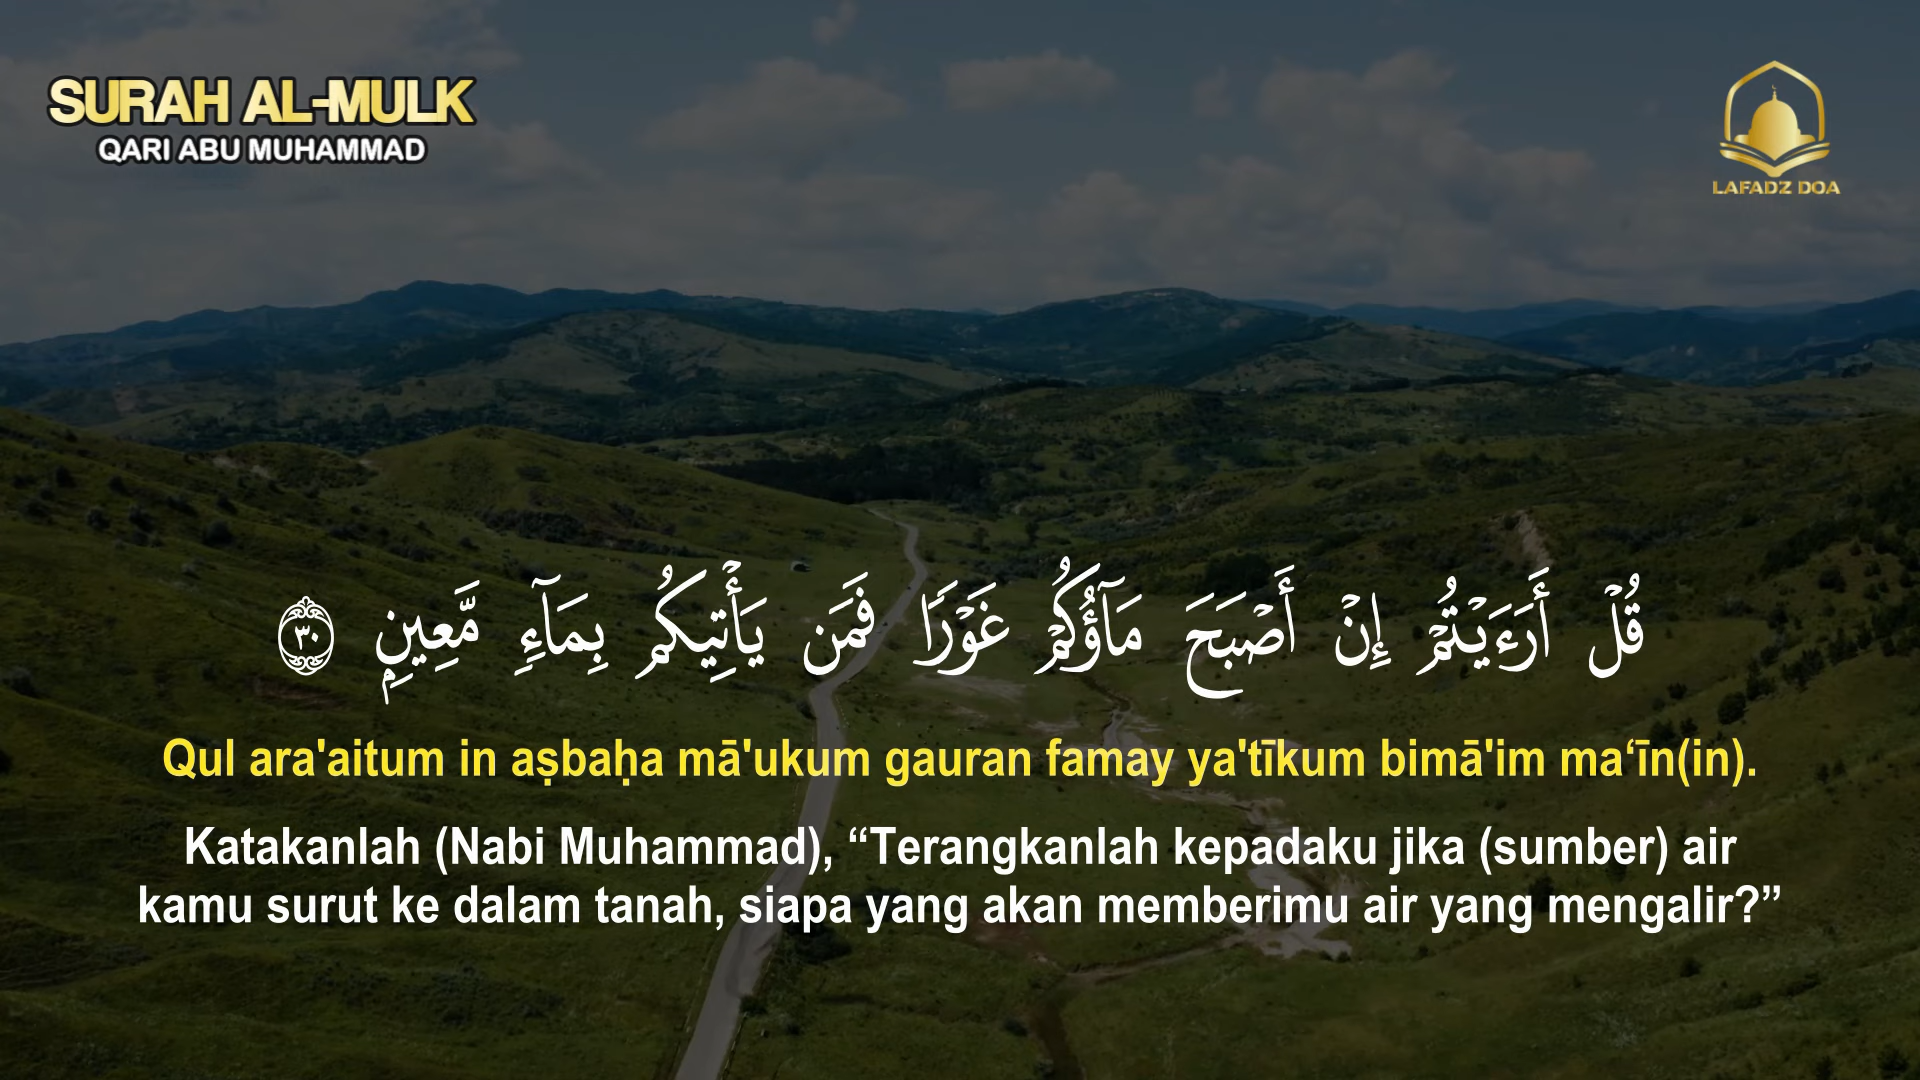 SURAH AL-MULK
QARI ABU MUHAMMAD
LAFADZ DOA
قُلْ أَرَءَيْتُمْ إِنْ أَصْبَحَ مَآؤُكُمْ غَوْرًا فَمَن يَأْتِيكُم بِمَآءٍ مَّعِينٍۭ ٣٠
Qul ara'aitum in aṣbaḥa mā'ukum gauran famay ya'tīkum bimā'im ma‘īn(in).
Katakanlah (Nabi Muhammad), “Terangkanlah kepadaku jika (sumber) air
kamu surut ke dalam tanah, siapa yang akan memberimu air yang mengalir?”